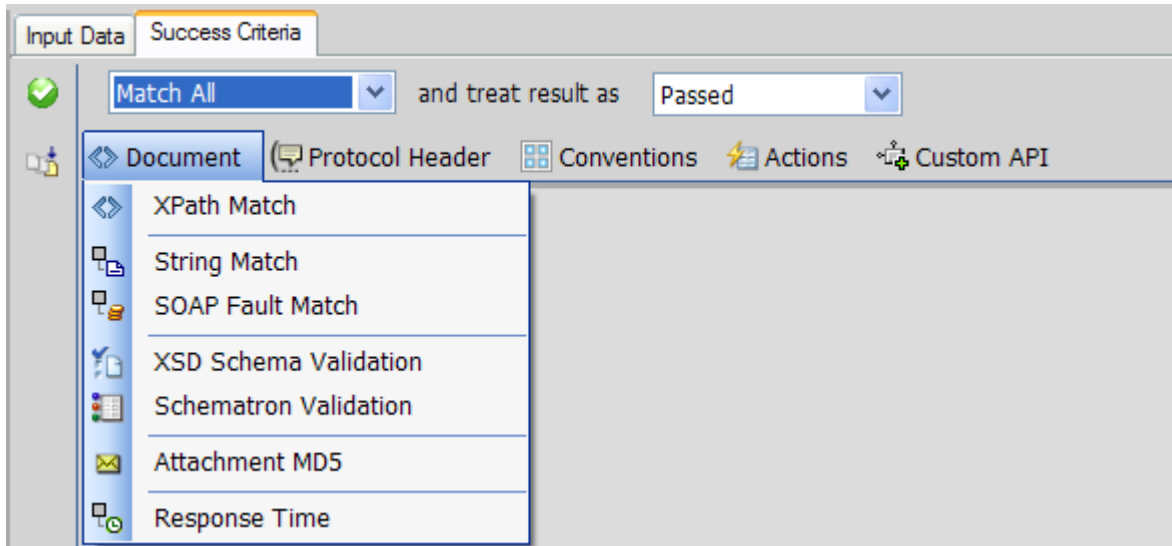 Input Data Success Criteria
Match All and treat result as Passed
Document Protocol Header Conventions Actions Custom API
XPath Match
String Match
SOAP Fault Match
XSD Schema Validation
Schematron Validation
Attachment MD5
Response Time